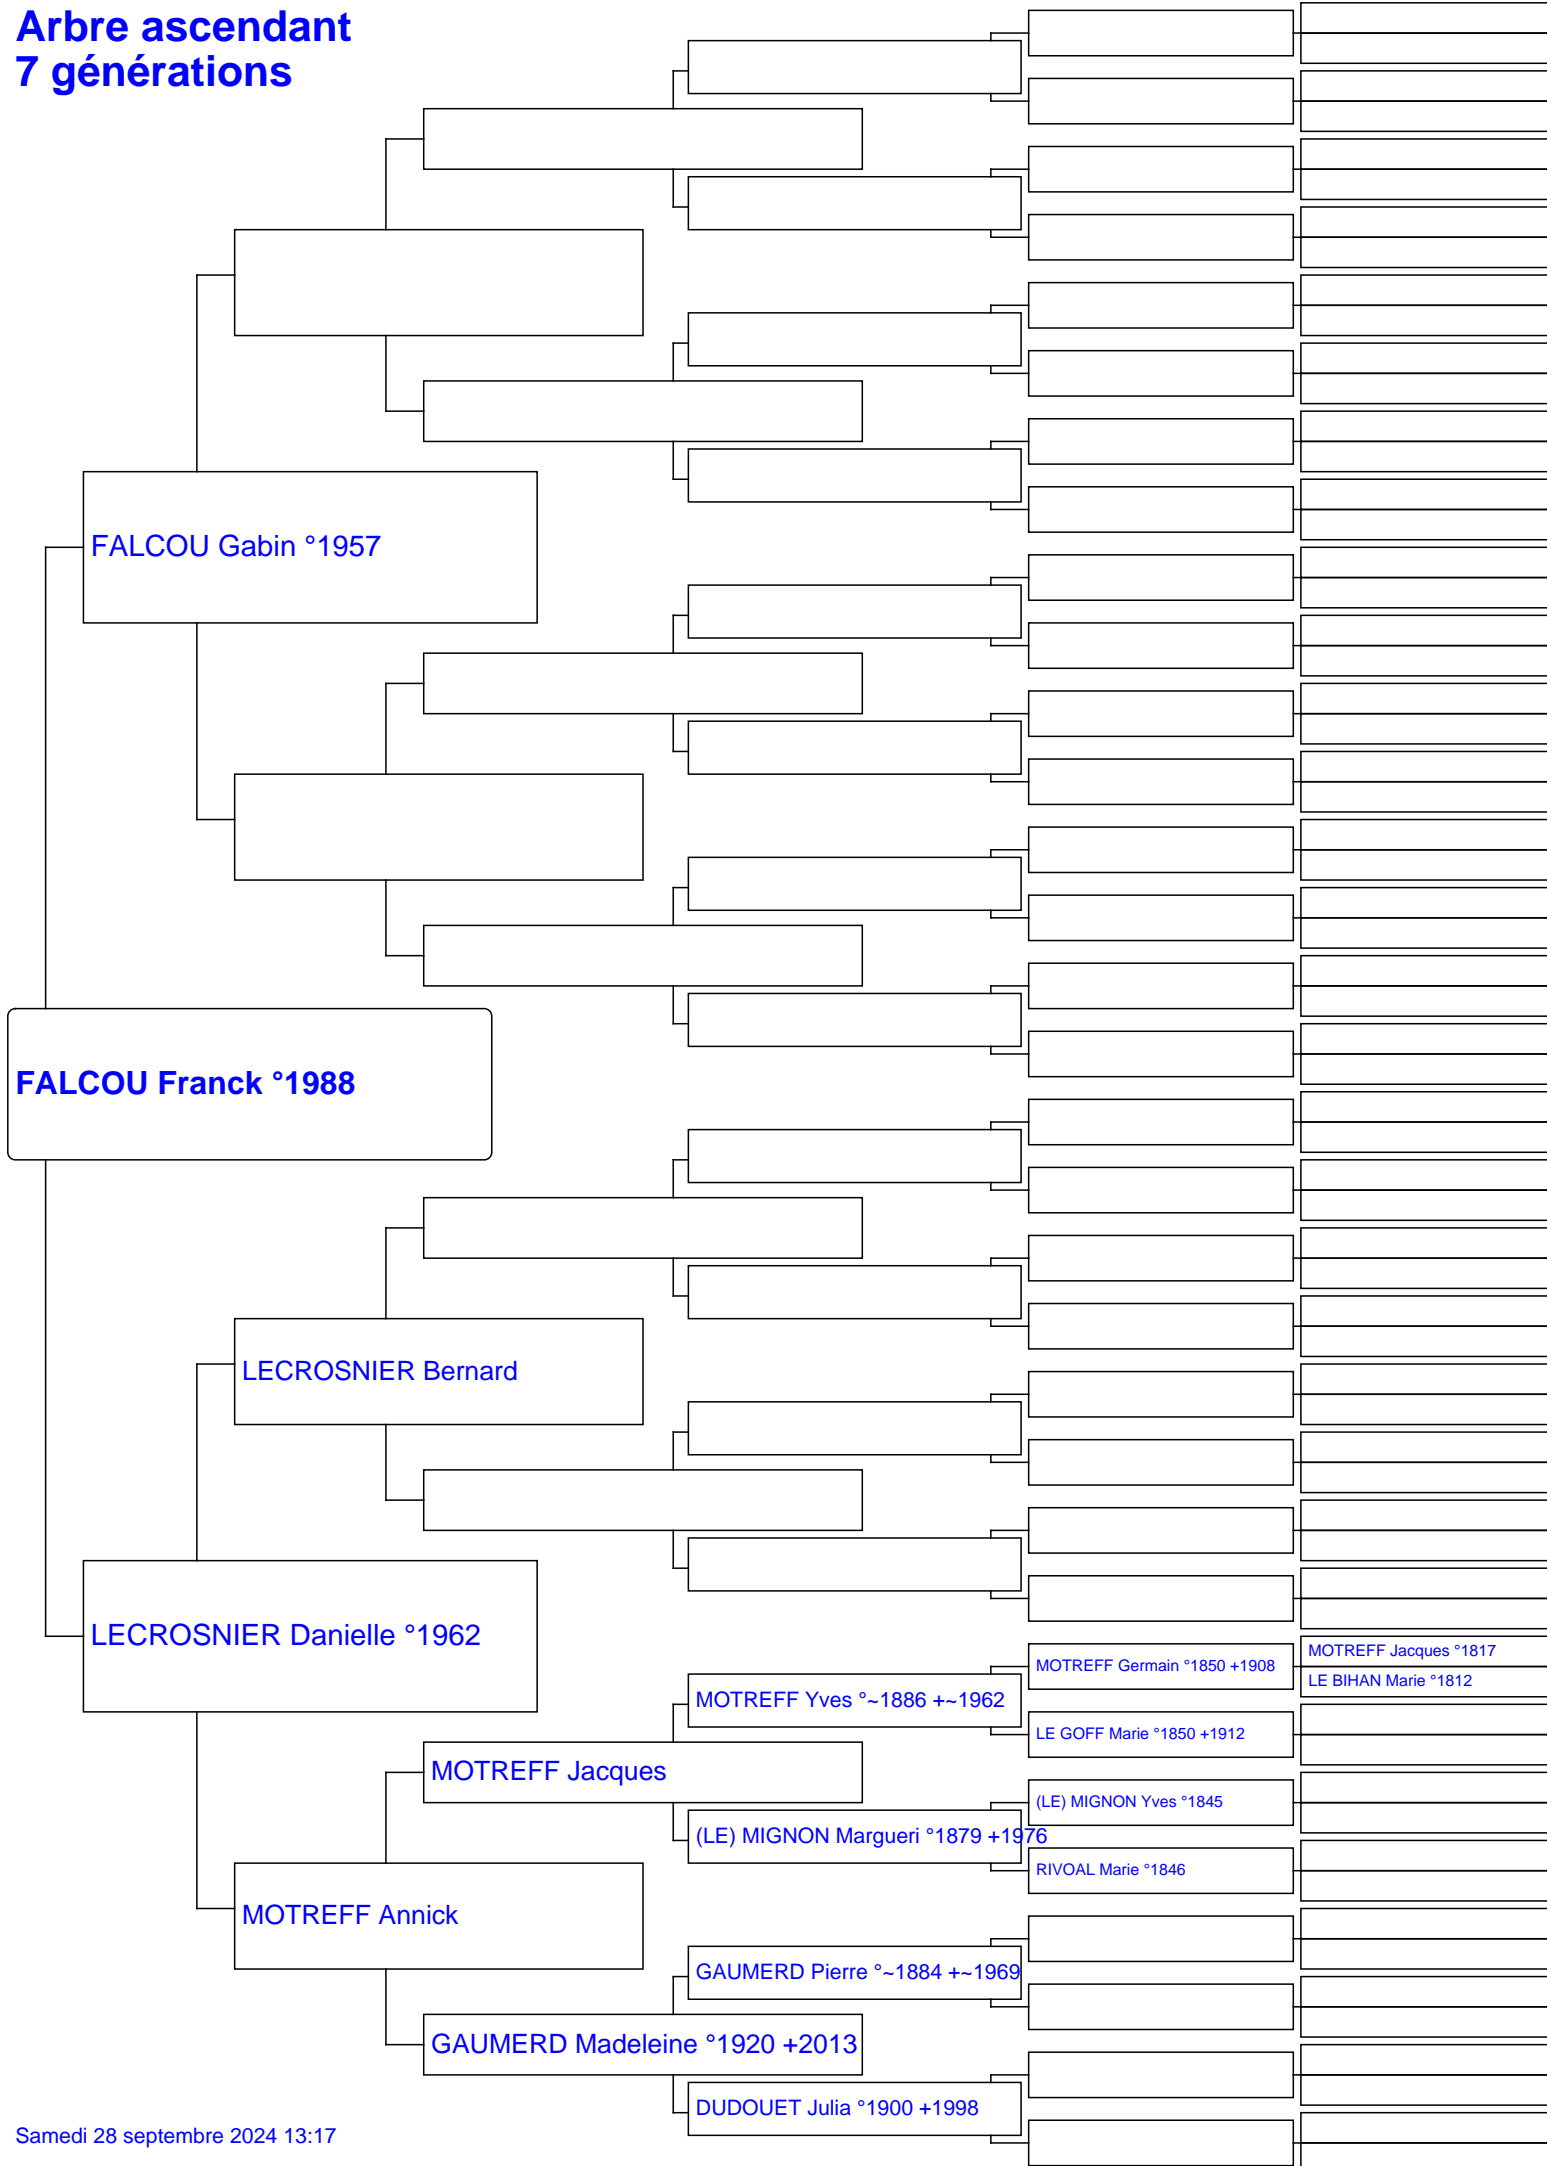 Arbre ascendant
7 générations
FALCOU Gabin °1957
FALCOU Franck °1988
LECROSNIER Bernard
LECROSNIER Danielle °1962
MOTREFF Jacques °1817
MOTREFF Germain °1850 +1908
LE BIHAN Marie °1812
MOTREFF Yves °~1886 +~1962
LE GOFF Marie °1850 +1912
MOTREFF Jacques
(LE) MIGNON Yves °1845
(LE) MIGNON Margueri °1879 +1976
RIVOAL Marie °1846
MOTREFF Annick
GAUMERD Pierre °~1884 +~1969
GAUMERD Madeleine °1920 +2013
DUDOUET Julia °1900 +1998
Samedi 28 septembre 2024 13:17